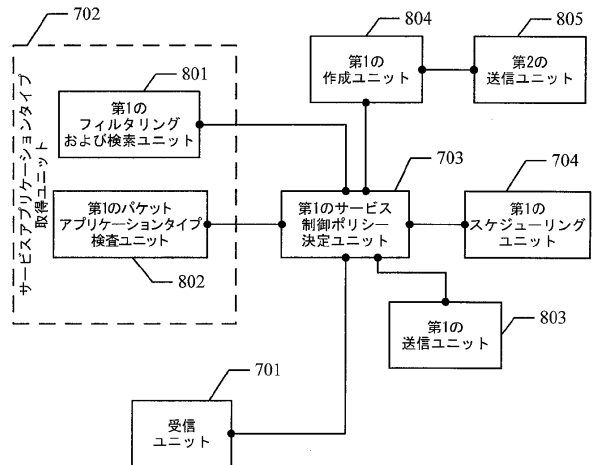 702
サービスアプリケーションタイプ
取得ユニット
801
第1の
フィルタリング
および検索ユニット
第1のパケット
アプリケーションタイプ
検査ユニット
802
804
第1の
作成ユニット
805
第2の
送信ユニット
703
第1のサービス
制御ポリシー
決定ユニット
704
第1の
スケジューリング
ユニット
第1の
送信ユニット
803
701
受信
ユニット